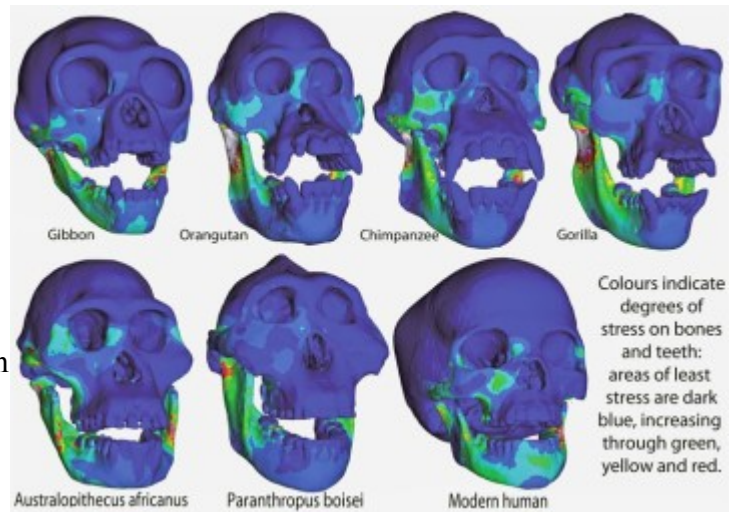 Gibbon
Orangutan
Chimpanzee
Gorilla
Colours indicate
degrees of
stress on bones
and teeth:
areas of least
stress are dark
blue, increasing
through green,
yellow and red.
Australopithecus africanus
Paranthropus boisei
Modern human